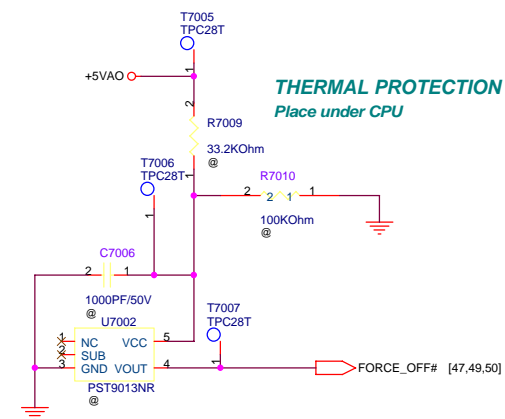 T7005
TPC28T
1
+5VAO
THERMAL PROTECTION
Place under CPU
2
R7009
33.2KOhm
@
1
T7006
TPC28T
1
R7010
2 2 1 1
100KOhm
@
C7006
2 1
1000PF/50V
@
U7002
1 NC VCC 5
2 SUB
3 GND VOUT 4
PST9013NR
@
T7007
TPC28T
1
FORCE_OFF# [47,49,50]